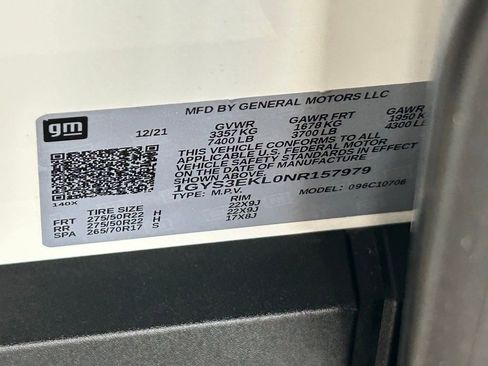 MFD BY GENERAL MOTORS LLC
gm
12/21
GVWR GAWR FRT GAWR
3357 KG 1678 KG 1950 K
7400 LB 3700 LB 4300 LB
THIS VEHICLE CONFORMS TO ALL
APPLICABLE U.S. FEDERAL MOTOR
VEHICLE SAFETY STANDARDS IN EFFECT
ON THE DATE OF MANUFACTURE
SHOWN ABOVE.
1GYS3EKL0NR157979
TYPE: M.P.V. MODEL: 096C10706
140X
TIRE SIZE RIM
FRT 275/50R22 H 22X9J
RR 275/50R22 H 22X9J
SPA 265/70R17 S 17X8J